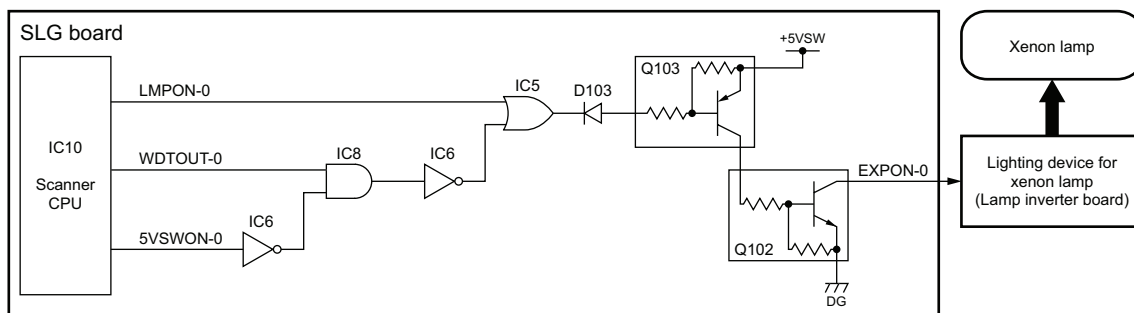 SLG board
+5VSW
Xenon lamp
Q103
IC5
D103
LMPON-0
IC10
Scanner
CPU
WDTOUT-0
IC8
IC6
EXPON-0
Lighting device for
xenon lamp
(Lamp inverter board)
5VSWON-0
IC6
Q102
DG